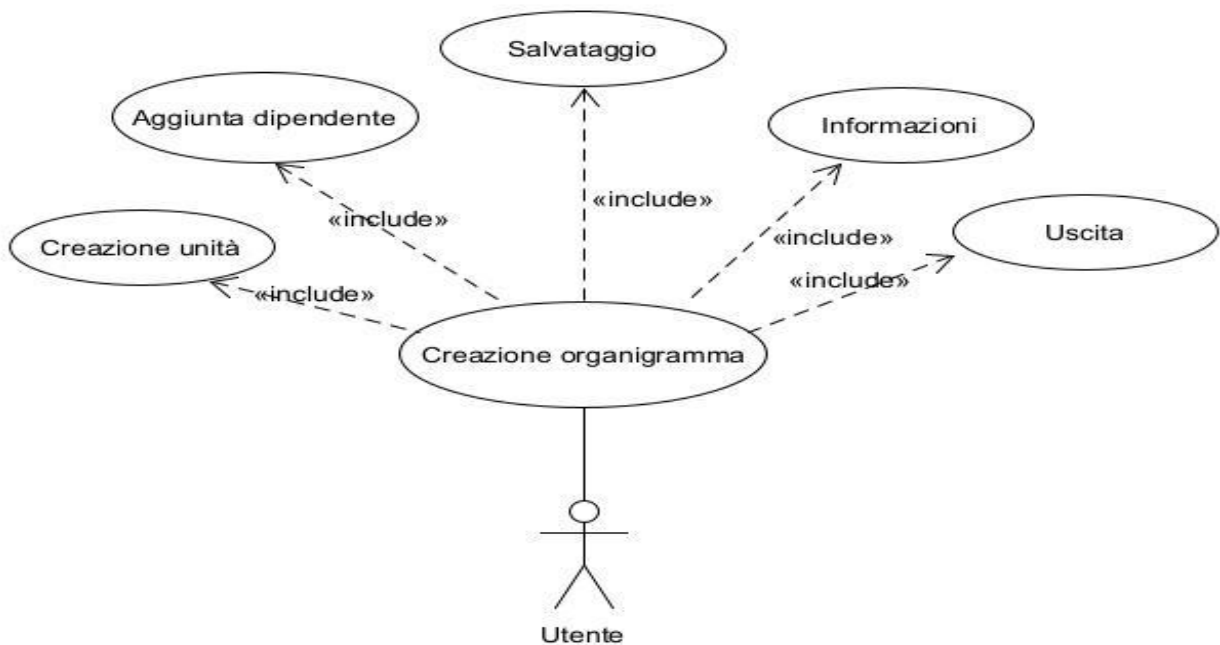 Salvataggio
Aggiunta dipendente
Informazioni
«include»
«include»
Creazione unità
Uscita
«include»
«include»
«include»
Creazione organigramma
Utente